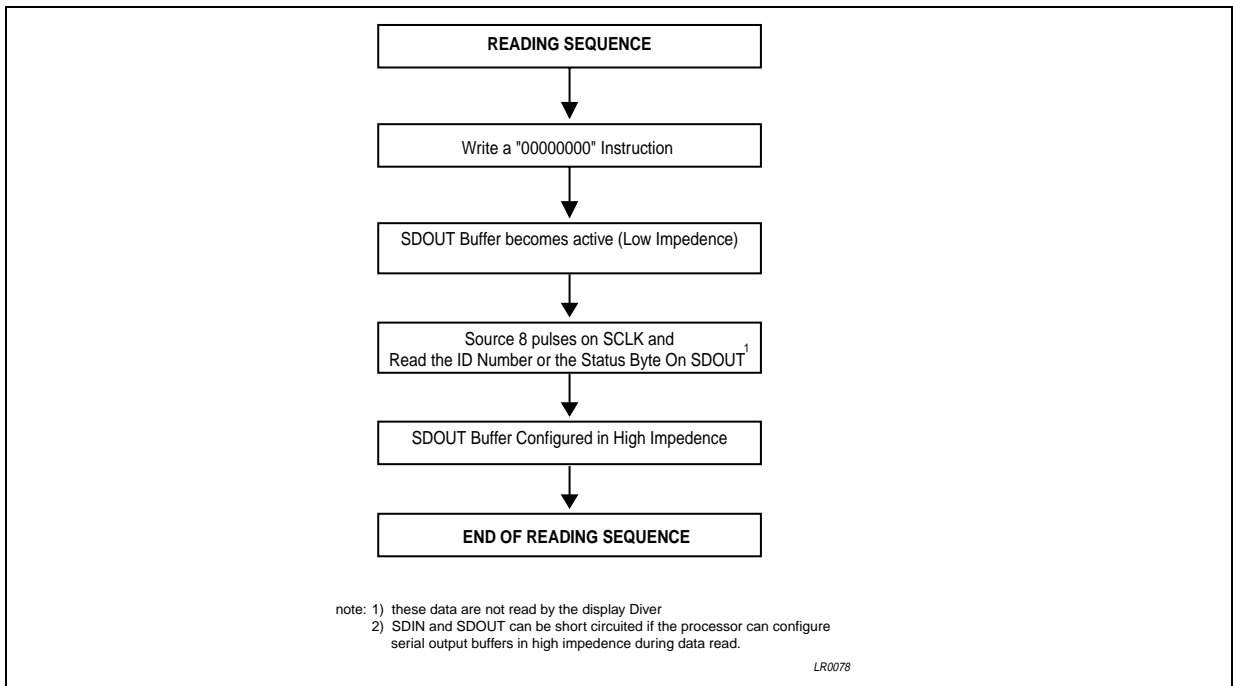 READING SEQUENCE
Write a "00000000" Instruction
SDOUT Buffer becomes active (Low Impedence)
Source 8 pulses on SCLK and
Read the ID Number or the Status Byte On SDOUT1
SDOUT Buffer Configured in High Impedence
END OF READING SEQUENCE
note: 1) these data are not read by the display Diver
2) SDIN and SDOUT can be short circuited if the processor can configure
serial output buffers in high impedence during data read.
LR0078